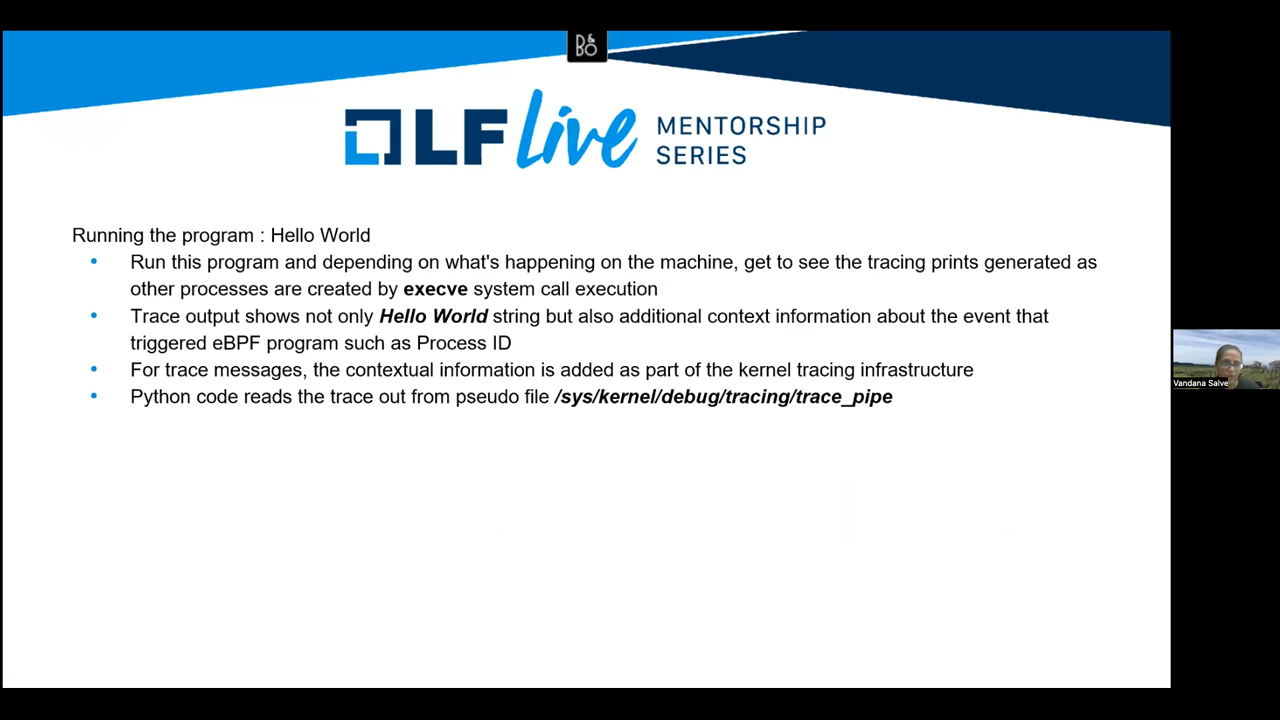 B&O
LF Live MENTORSHIP
SERIES
Running the program : Hello World
• Run this program and depending on what's happening on the machine, get to see the tracing prints generated as
other processes are created by execve system call execution
• Trace output shows not only Hello World string but also additional context information about the event that
triggered eBPF program such as Process ID
• For trace messages, the contextual information is added as part of the kernel tracing infrastructure
• Python code reads the trace out from pseudo file /sys/kernel/debug/tracing/trace_pipe
Vandana Salve